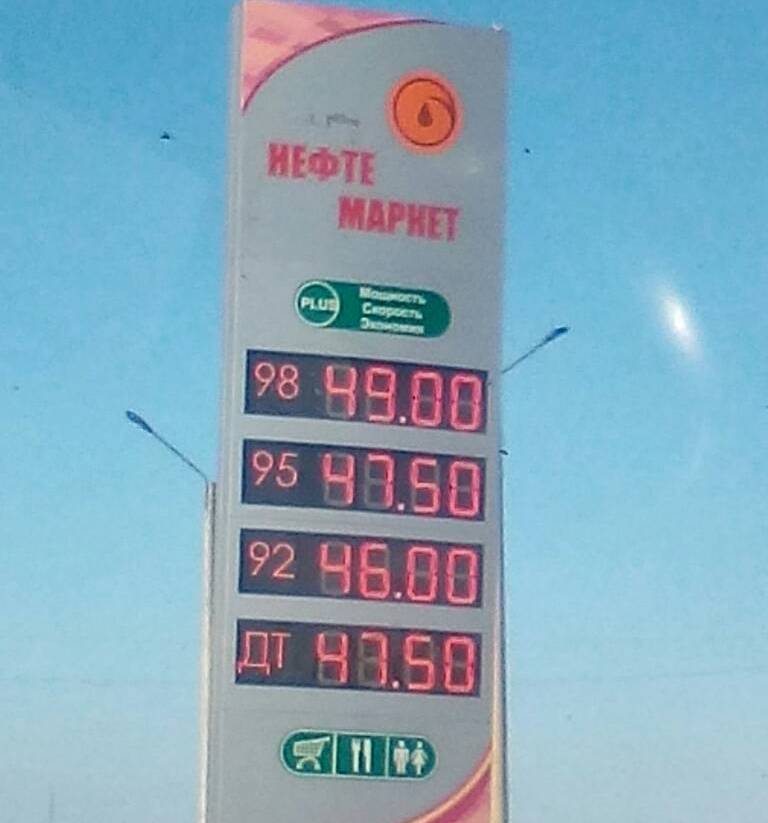 НЕФТЕ
МАРКЕТ
PLUS
Мощность
Скорость
Экономия
98 49.00
95 47.50
92 46.00
ДТ 47.50